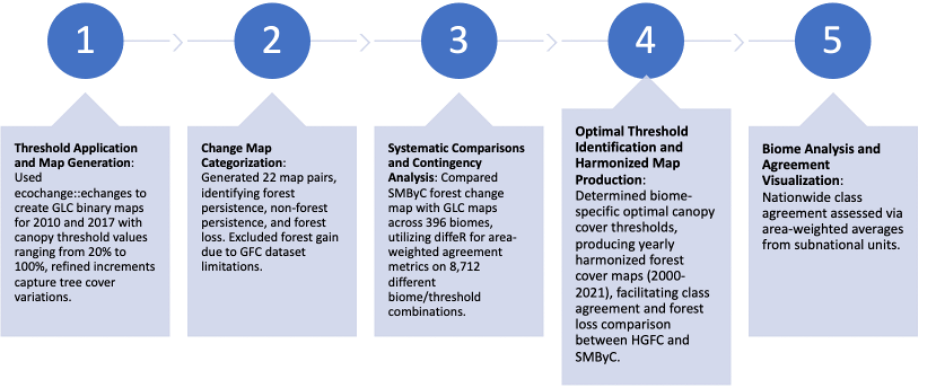 1
2
3
4
5
Threshold Application
and Map Generation:
Used
ecochange::echanges to
create GLC binary maps
for 2010 and 2017 with
canopy threshold values
ranging from 20% to
100%, refined increments
capture tree cover
variations.
Change Map
Categorization:
Generated 22 map pairs,
identifying forest
persistence, non-forest
persistence, and forest
loss. Excluded forest gain
due to GFC dataset
limitations.
Systematic Comparisons
and Contingency
Analysis: Compared
SMByC forest change
map with GLC maps
across 396 biomes,
utilizing diffeR for area-
weighted agreement
metrics on 8,712
different
biome/threshold
combinations.
Optimal Threshold
Identification and
Harmonized Map
Production:
Determined biome-
specific optimal canopy
cover thresholds,
producing yearly
harmonized forest
cover maps (2000-
2021), facilitating class
agreement and forest
loss comparison
between HGFC and
SMByC.
Biome Analysis and
Agreement
Visualization:
Nationwide class
agreement assessed via
area-weighted averages
from subnational units.